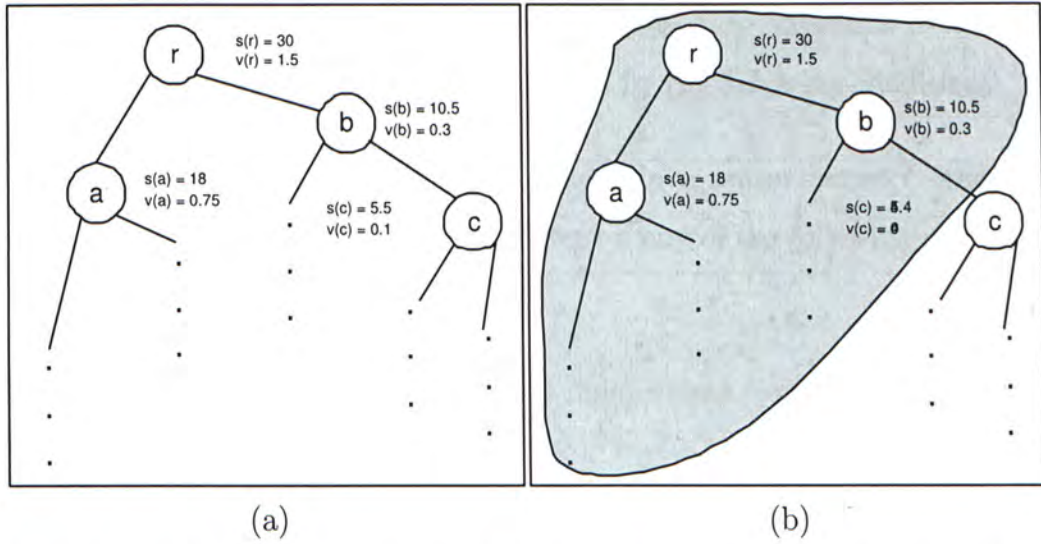 r
s(r) = 30
v(r) = 1.5
b
s(b) = 10.5
v(b) = 0.3
a
s(a) = 18
v(a) = 0.75
s(c) = 5.5
v(c) = 0.1
c
(a)
r
s(r) = 30
v(r) = 1.5
b
s(b) = 10.5
v(b) = 0.3
a
s(a) = 18
v(a) = 0.75
s(c) =
v(c) =
c
(b)